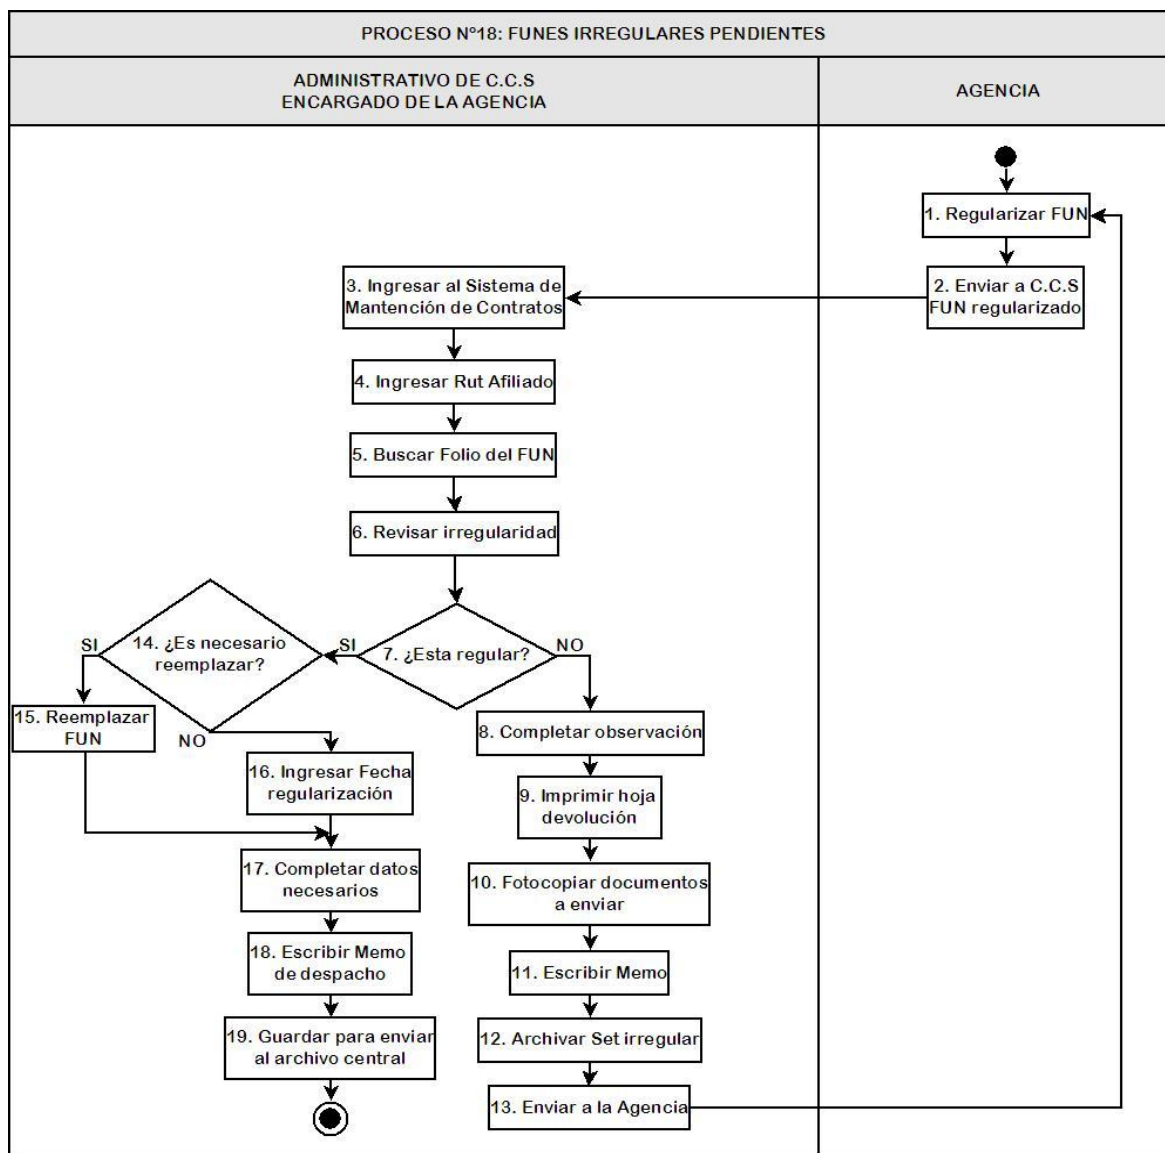 PROCESO Nº18: FUNES IRREGULARES PENDIENTES
ADMINISTRATIVO DE C.C.S
ENCARGADO DE LA AGENCIA
AGENCIA
1. Regularizar FUN
2. Enviar a C.C.S
FUN regularizado
3. Ingresar al Sistema de
Mantención de Contratos
4. Ingresar Rut Afiliado
5. Buscar Folio del FUN
6. Revisar irregularidad
7. ¿Esta regular?
SI
NO
14. ¿Es necesario
reemplazar?
SI
NO
15. Reemplazar
FUN
16. Ingresar Fecha
regularización
17. Completar datos
necesarios
18. Escribir Memo
de despacho
19. Guardar para enviar
al archivo central
8. Completar observación
9. Imprimir hoja
devolución
10. Fotocopiar documentos
a enviar
11. Escribir Memo
12. Archivar Set irregular
13. Enviar a la Agencia